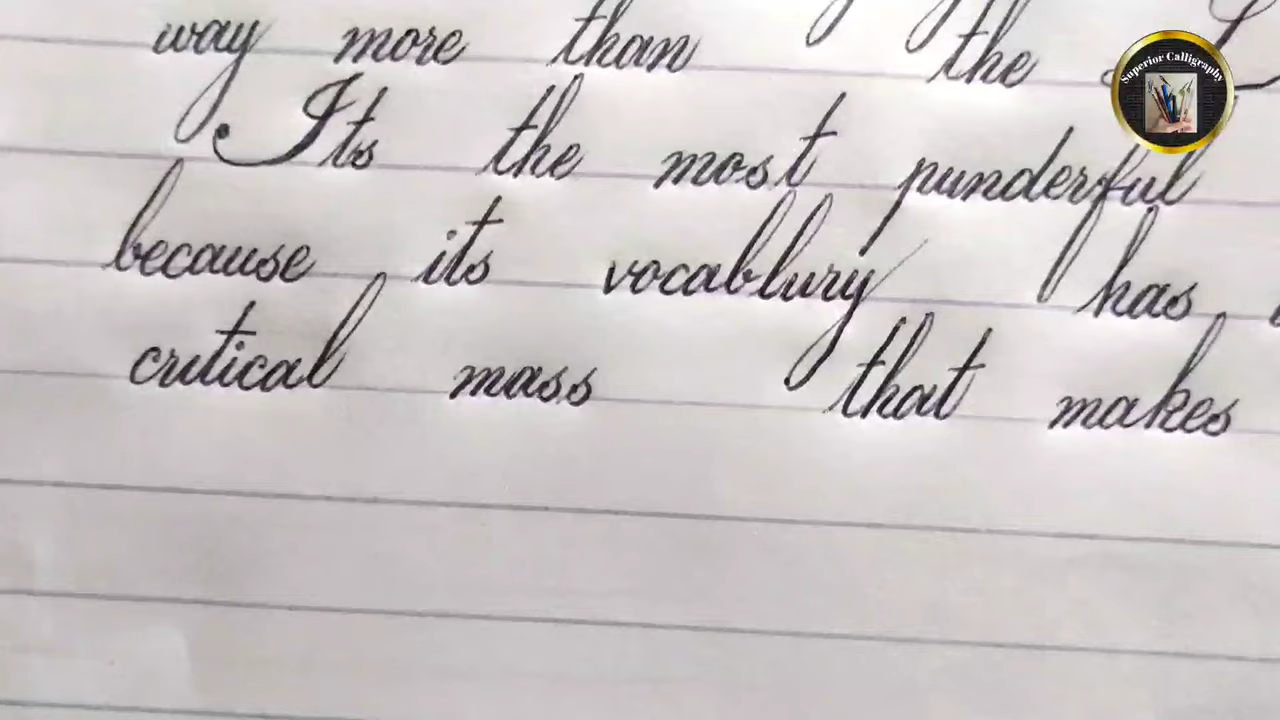 way more than the
Its the most punderful
because its vocablury has
critical mass that makes
Superior Calligraphy